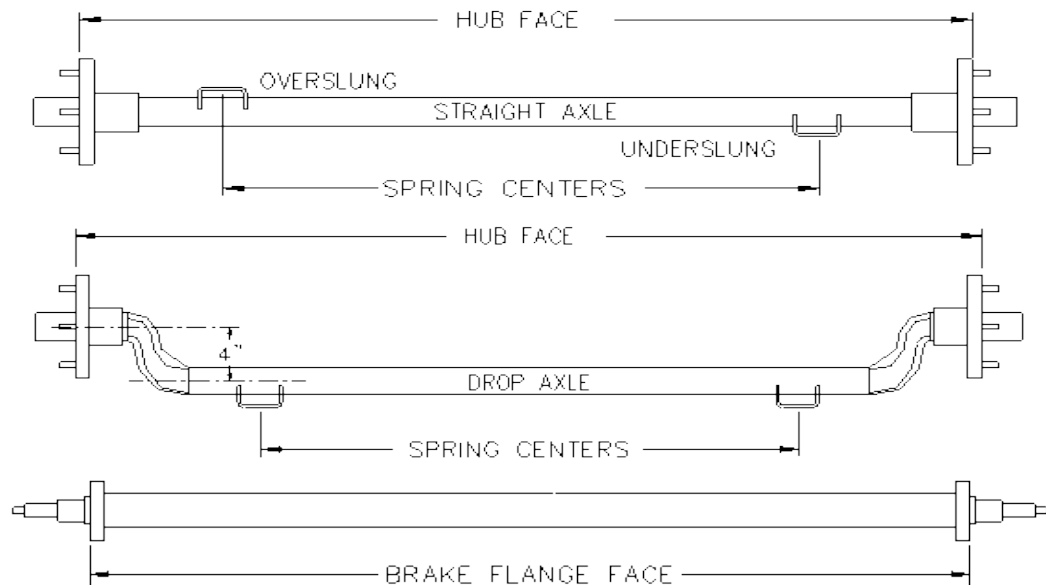 HUB FACE
OVERSLUNG
STRAIGHT AXLE
UNDERSLUNG
SPRING CENTERS
HUB FACE
4"
DROP AXLE
SPRING CENTERS
BRAKE FLANGE FACE